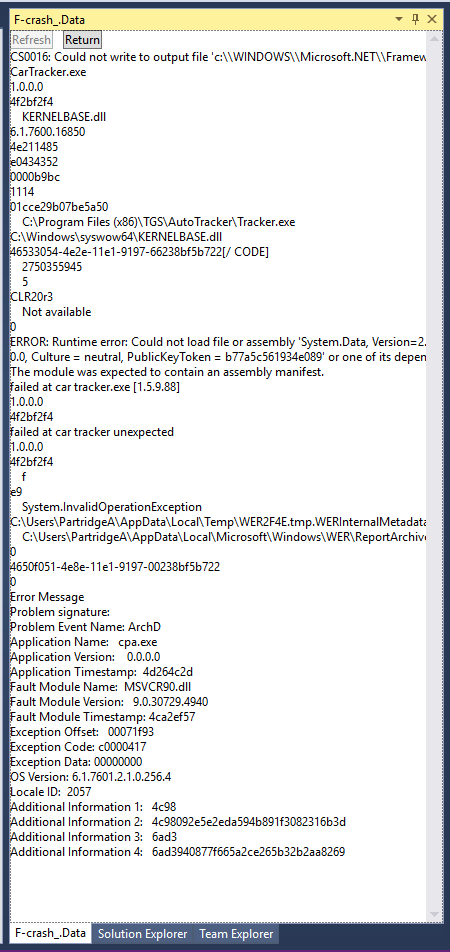 F-crash_.Data
Refresh Return
CS0016: Could not write to output file 'c:\\WINDOWS\\Microsoft.NET\\Framew
CarTracker.exe
1.0.0.0
4f2bf2f4
KERNELBASE.dll
6.1.7600.16850
4e211485
e0434352
0000b9bc
1114
01cce29b07be5a50
C:\Program Files (x86)\TGS\AutoTracker\Tracker.exe
C:\Windows\syswow64\KERNELBASE.dll
46533054-4e2e-11e1-9197-66238bf5b722[/ CODE]
2750355945
5
CLR20r3
Not available
0
ERROR: Runtime error: Could not load file or assembly 'System.Data, Version=2.
0.0, Culture = neutral, PublicKeyToken = b77a5c561934e089' or one of its depen
The module was expected to contain an assembly manifest.
failed at car tracker.exe [1.5.9.88]
1.0.0.0
4f2bf2f4
failed at car tracker unexpected
1.0.0.0
4f2bf2f4
f
e9
System.InvalidOperationException
C:\Users\PartridgeA\AppData\Local\Temp\WER2F4E.tmp.WERInternalMetadata
C:\Users\PartridgeA\AppData\Local\Microsoft\Windows\WER\ReportArchive
0
4650f051-4e8e-11e1-9197-00238bf5b722
0
Error Message
Problem signature:
Problem Event Name: ArchD
Application Name: cpa.exe
Application Version: 0.0.0.0
Application Timestamp: 4d264c2d
Fault Module Name: MSVCR90.dll
Fault Module Version: 9.0.30729.4940
Fault Module Timestamp: 4ca2ef57
Exception Offset: 00071f93
Exception Code: c0000417
Exception Data: 00000000
OS Version: 6.1.7601.2.1.0.256.4
Locale ID: 2057
Additional Information 1: 4c98
Additional Information 2: 4c98092e5e2eda594b891f3082316b3d
Additional Information 3: 6ad3
Additional Information 4: 6ad3940877f665a2ce265b32b2aa8269
F-crash_.Data Solution Explorer Team Explorer